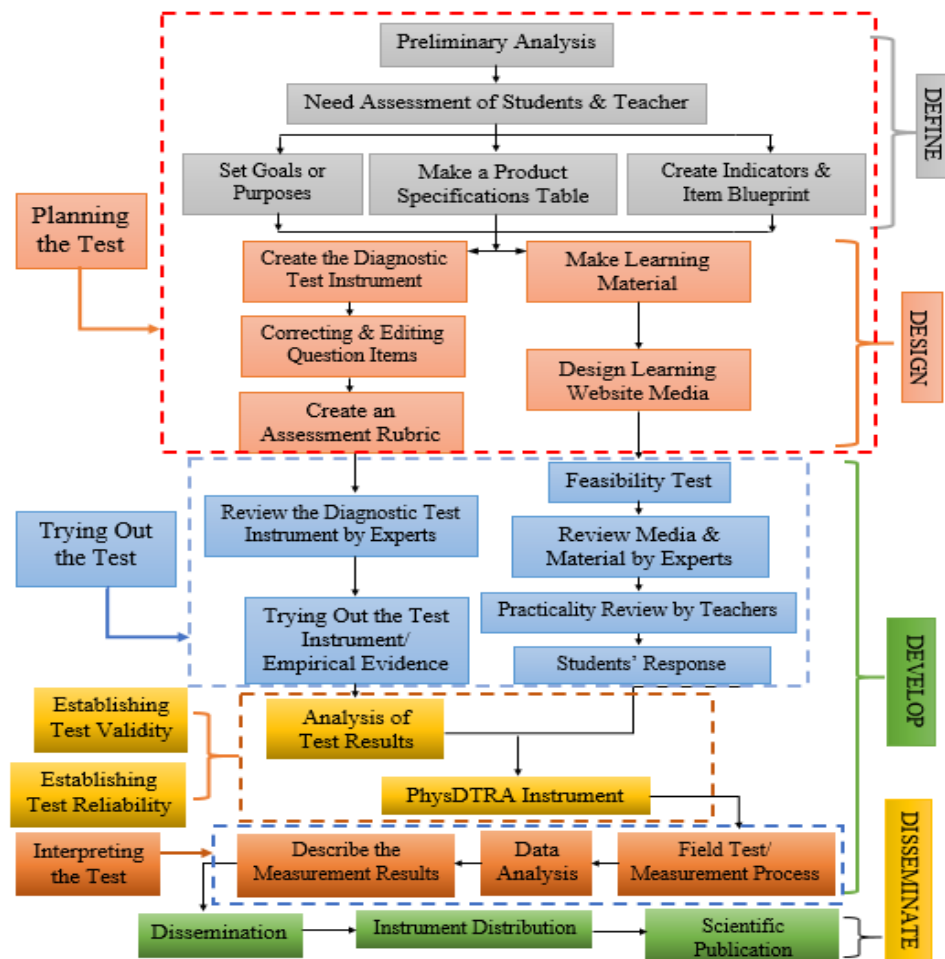 Preliminary Analysis
Need Assessment of Students & Teacher
Set Goals or
Purposes
Make a Product
Specifications Table
Create Indicators &
Item Blueprint
DEFINE
Planning
the Test
Create the Diagnostic
Test Instrument
Make Learning
Material
Correcting & Editing
Question Items
Design Learning
Website Media
Create an
Assessment Rubric
DESIGN
Trying Out
the Test
Feasibility Test
Review the Diagnostic Test
Instrument by Experts
Review Media &
Material by Experts
Trying Out the Test
Instrument/
Empirical Evidence
Practicality Review by Teachers
Students’ Response
DEVELOP
Establishing
Test Validity
Analysis of
Test Results
Establishing
Test Reliability
PhysDTRA Instrument
Interpreting
the Test
Describe the
Measurement Results
Data
Analysis
Field Test/
Measurement Process
Dissemination
Instrument Distribution
Scientific
Publication
DISSEMINATE